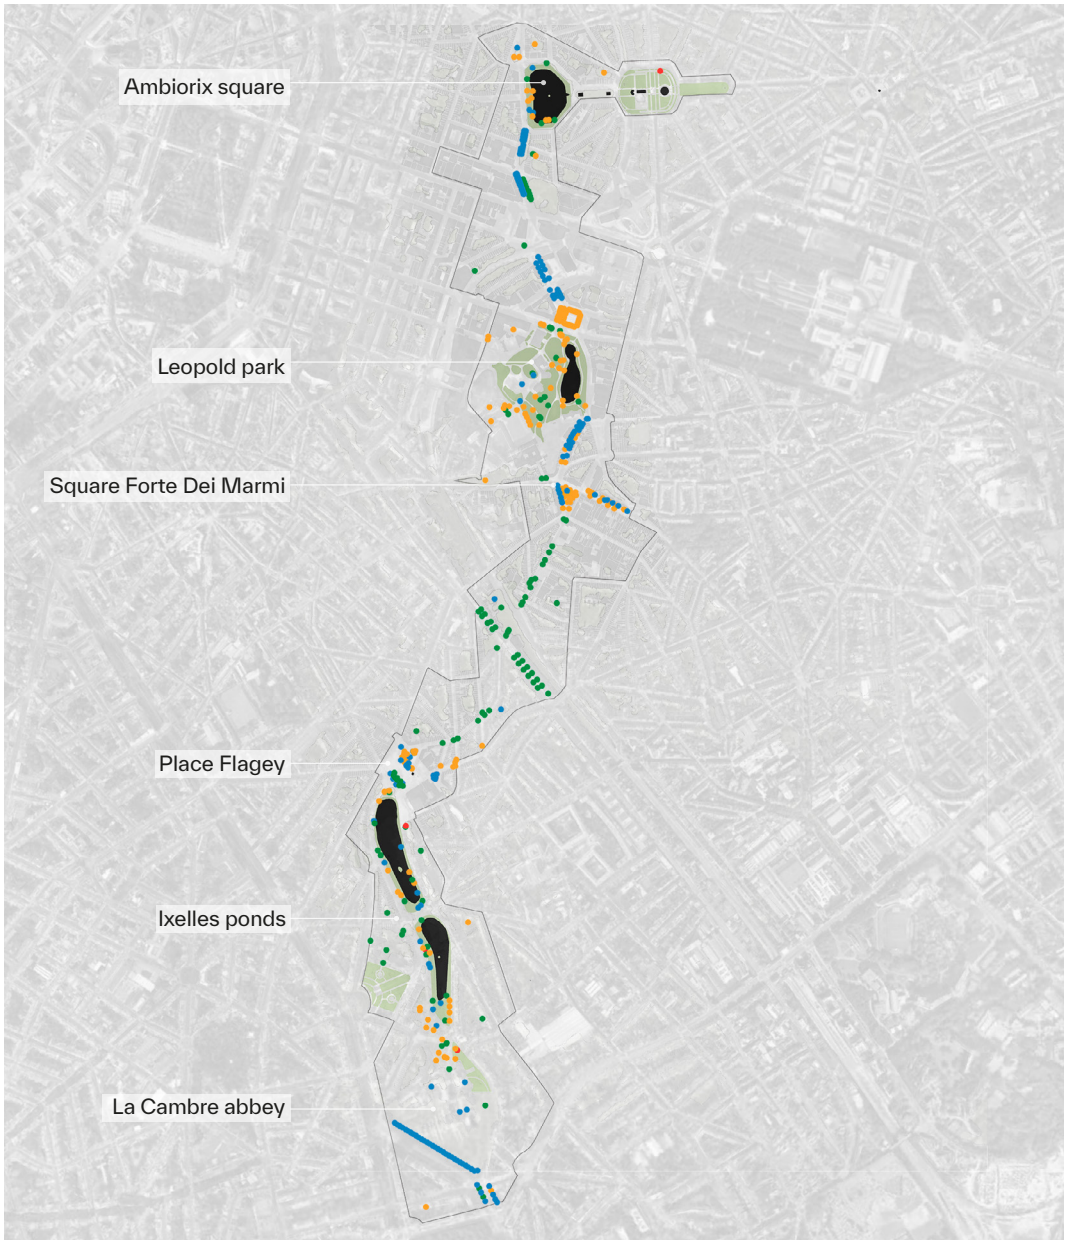 Ambiorix square
Leopold park
Square Forte Dei Marmi
Place Flagey
Ixelles ponds
La Cambre abbey